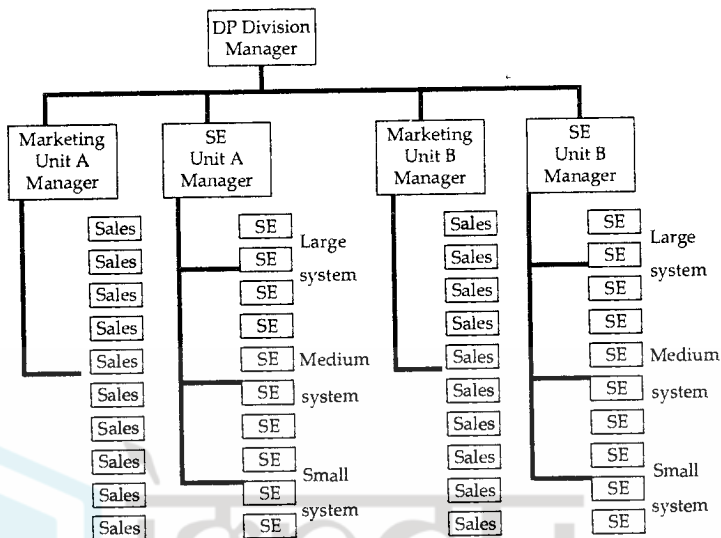 DP Division
Manager
Marketing
Unit A
Manager
SE
Unit A
Manager
Marketing
Unit B
Manager
SE
Unit B
Manager
Sales
Sales
Sales
Sales
Sales
Sales
Sales
Sales
Sales
Sales
SE
SE
SE
SE
SE
SE
SE
SE
SE
SE
Large
system
Medium
system
Small
system
Sales
Sales
Sales
Sales
Sales
Sales
Sales
Sales
Sales
Sales
SE
SE
SE
SE
SE
SE
SE
SE
SE
SE
Large
system
Medium
system
Small
system